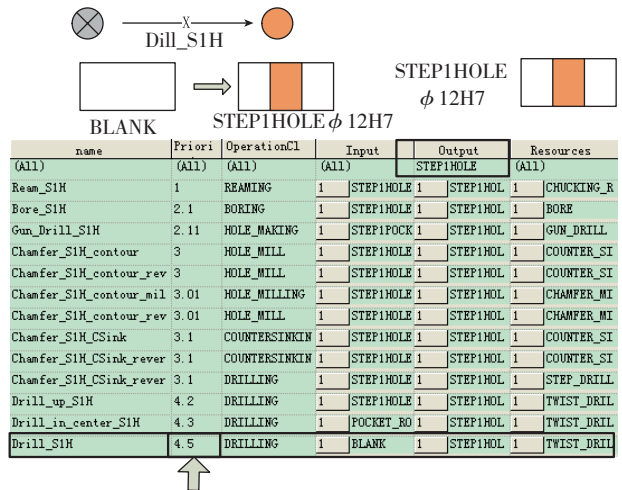 X
Dill_S1H
STEP1HOLE
φ 12H7
BLANK
STEP1HOLE φ 12H7
name Priori OperationCl Input Output Resources
(All) (All) (All) (All) STEP1HOLE (All)
Ream_S1H 1 REAMING 1 STEP1HOLE 1 STEP1HOL 1 CHUCKING_R
Bore_S1H 2.1 BORING 1 STEP1HOLE 1 STEP1HOL 1 BORE
Gun_Drill_S1H 2.11 HOLE_MAKING 1 STEP1POCK 1 STEP1HOL 1 GUN_DRILL
Chamfer_S1H_contour 3 HOLE_MILL 1 STEP1HOLE 1 STEP1HOL 1 COUNTER_SI
Chamfer_S1H_contour_rev 3 HOLE_MILL 1 STEP1HOLE 1 STEP1HOL 1 COUNTER_SI
Chamfer_S1H_contour_mil 3.01 HOLE_MILLING 1 STEP1HOLE 1 STEP1HOL 1 CHAMFER_MI
Chamfer_S1H_contour_rev 3.01 HOLE_MILL 1 STEP1HOLE 1 STEP1HOL 1 CHAMFER_MI
Chamfer_S1H_CSink 3.1 COUNTERSINKIN 1 STEP1HOLE 1 STEP1HOL 1 COUNTER_SI
Chamfer_S1H_CSink_rever 3.1 COUNTERSINKIN 1 STEP1HOLE 1 STEP1HOL 1 COUNTER_SI
Chamfer_S1H_CSink_rever 3.1 DRILLING 1 STEP1HOLE 1 STEP1HOL 1 STEP_DRILL
Drill_up_S1H 4.2 DRILLING 1 STEP1HOLE 1 STEP1HOL 1 TWIST_DRIL
Drill_in_center_S1H 4.3 DRILLING 1 POCKET_RO 1 STEP1HOL 1 TWIST_DRIL
Drill_S1H 4.5 DRILLING 1 BLANK 1 STEP1HOL 1 TWIST_DRIL